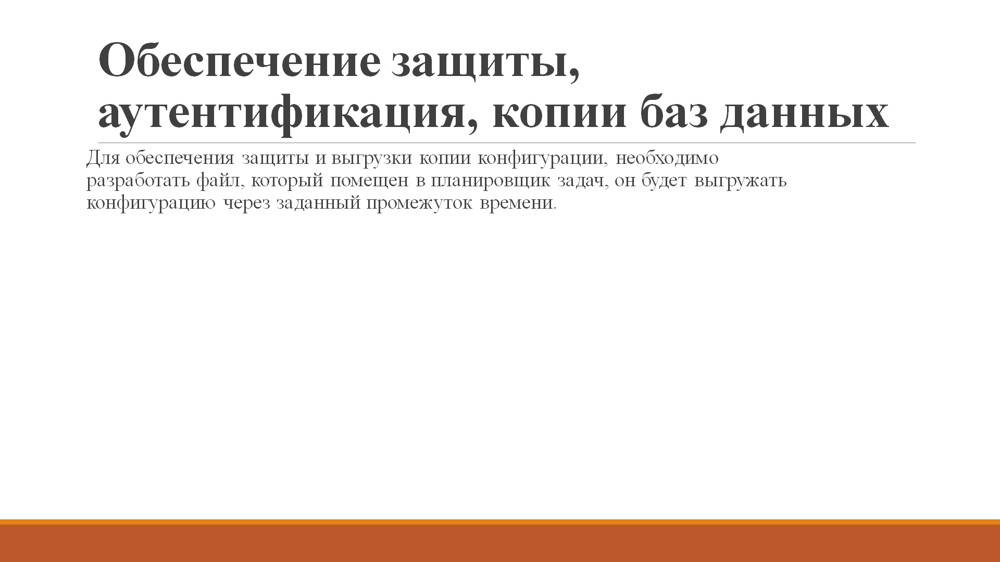 Обеспечение защиты,
аутентификация, копии баз данных
Для обеспечения защиты и выгрузки копии конфигурации, необходимо
разработать файл, который помещен в планировщик задач, он будет выгружать
конфигурацию через заданный промежуток времени.